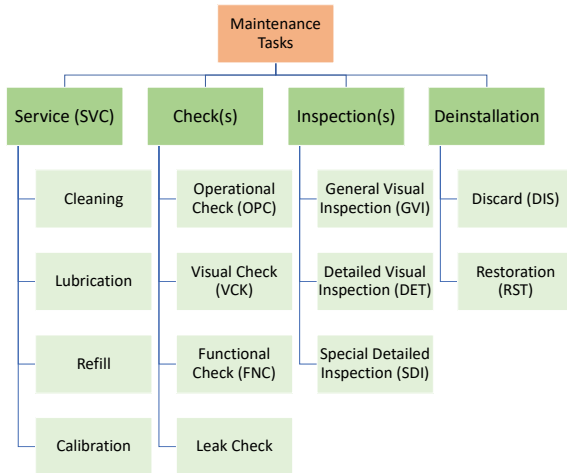 Maintenance
Tasks
Service (SVC)
Check(s)
Inspection(s)
Deinstallation
Cleaning
Lubrication
Refill
Calibration
Operational
Check (OPC)
Visual Check
(VCK)
Functional
Check (FNC)
Leak Check
General Visual
Inspection (GVI)
Detailed Visual
Inspection (DET)
Special Detailed
Inspection (SDI)
Discard (DIS)
Restoration
(RST)